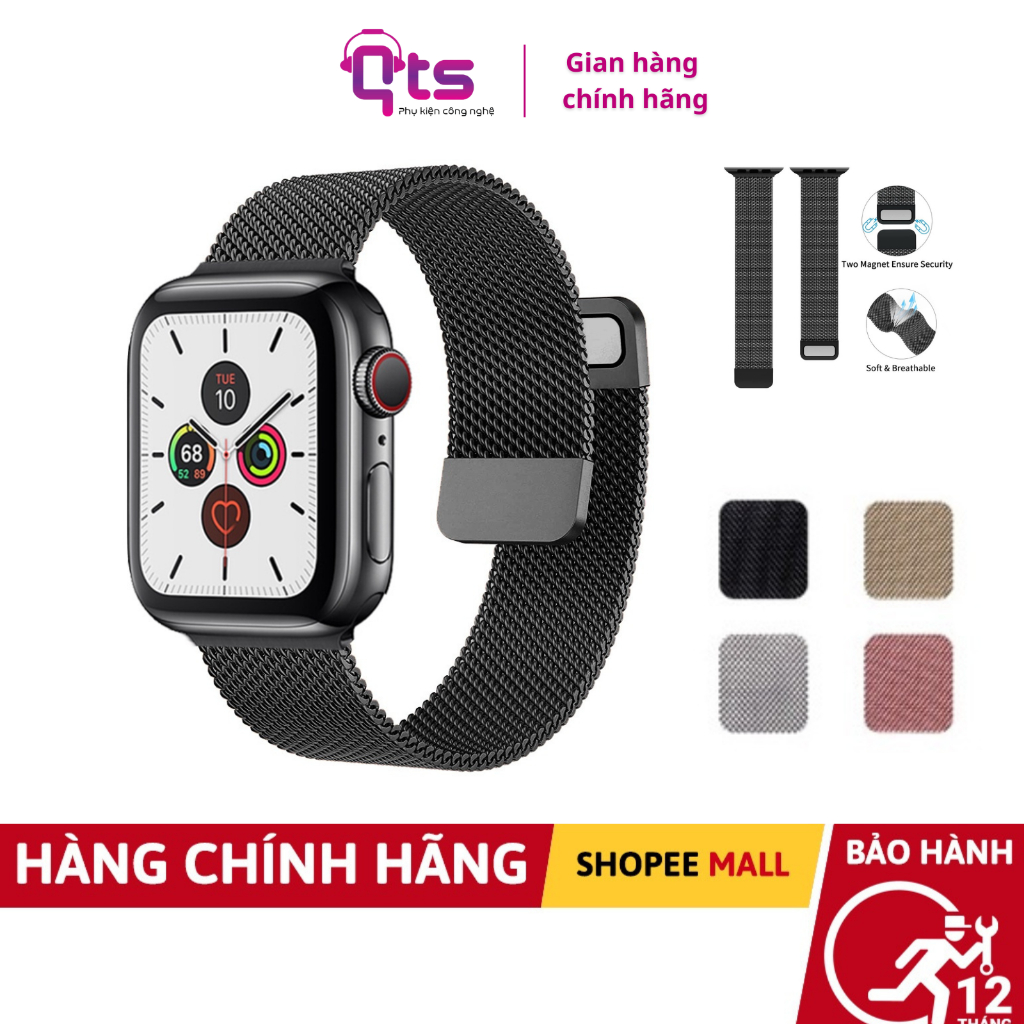 Qts
Phụ kiện công nghệ
Gian hàng
chính hãng
Two Magnet Ensure Security
Soft & Breathable
TUE
10
68
52 89
HÀNG CHÍNH HÃNG
SHOPEE MALL
BẢO HÀNH
12
THÁNG